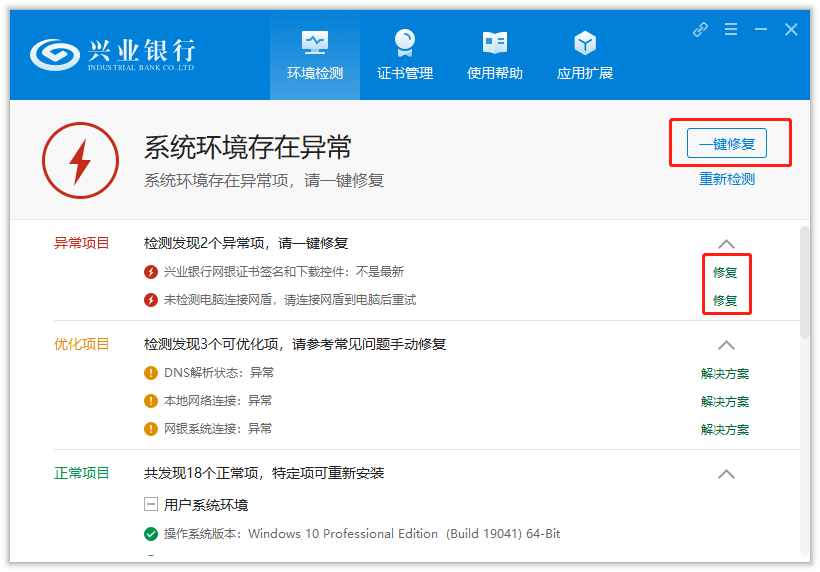 兴业银行
INDUSTRIAL BANK CO.,LTD
环境检测
证书管理
使用帮助
应用扩展
系统环境存在异常
系统环境存在异常项，请一键修复
一键修复
重新检测
异常项目
检测发现2个异常项，请一键修复
兴业银行网银证书签名和下载控件：不是最新
修复
未检测电脑连接网盾，请连接网盾到电脑后重试
修复
优化项目
检测发现3个可优化项，请参考常见问题手动修复
DNS解析状态：异常
解决方案
本地网络连接：异常
解决方案
网银系统连接：异常
解决方案
正常项目
共发现18个正常项，特定项可重新安装
用户系统环境
操作系统版本：Windows 10 Professional Edition  (Build 19041) 64-Bit